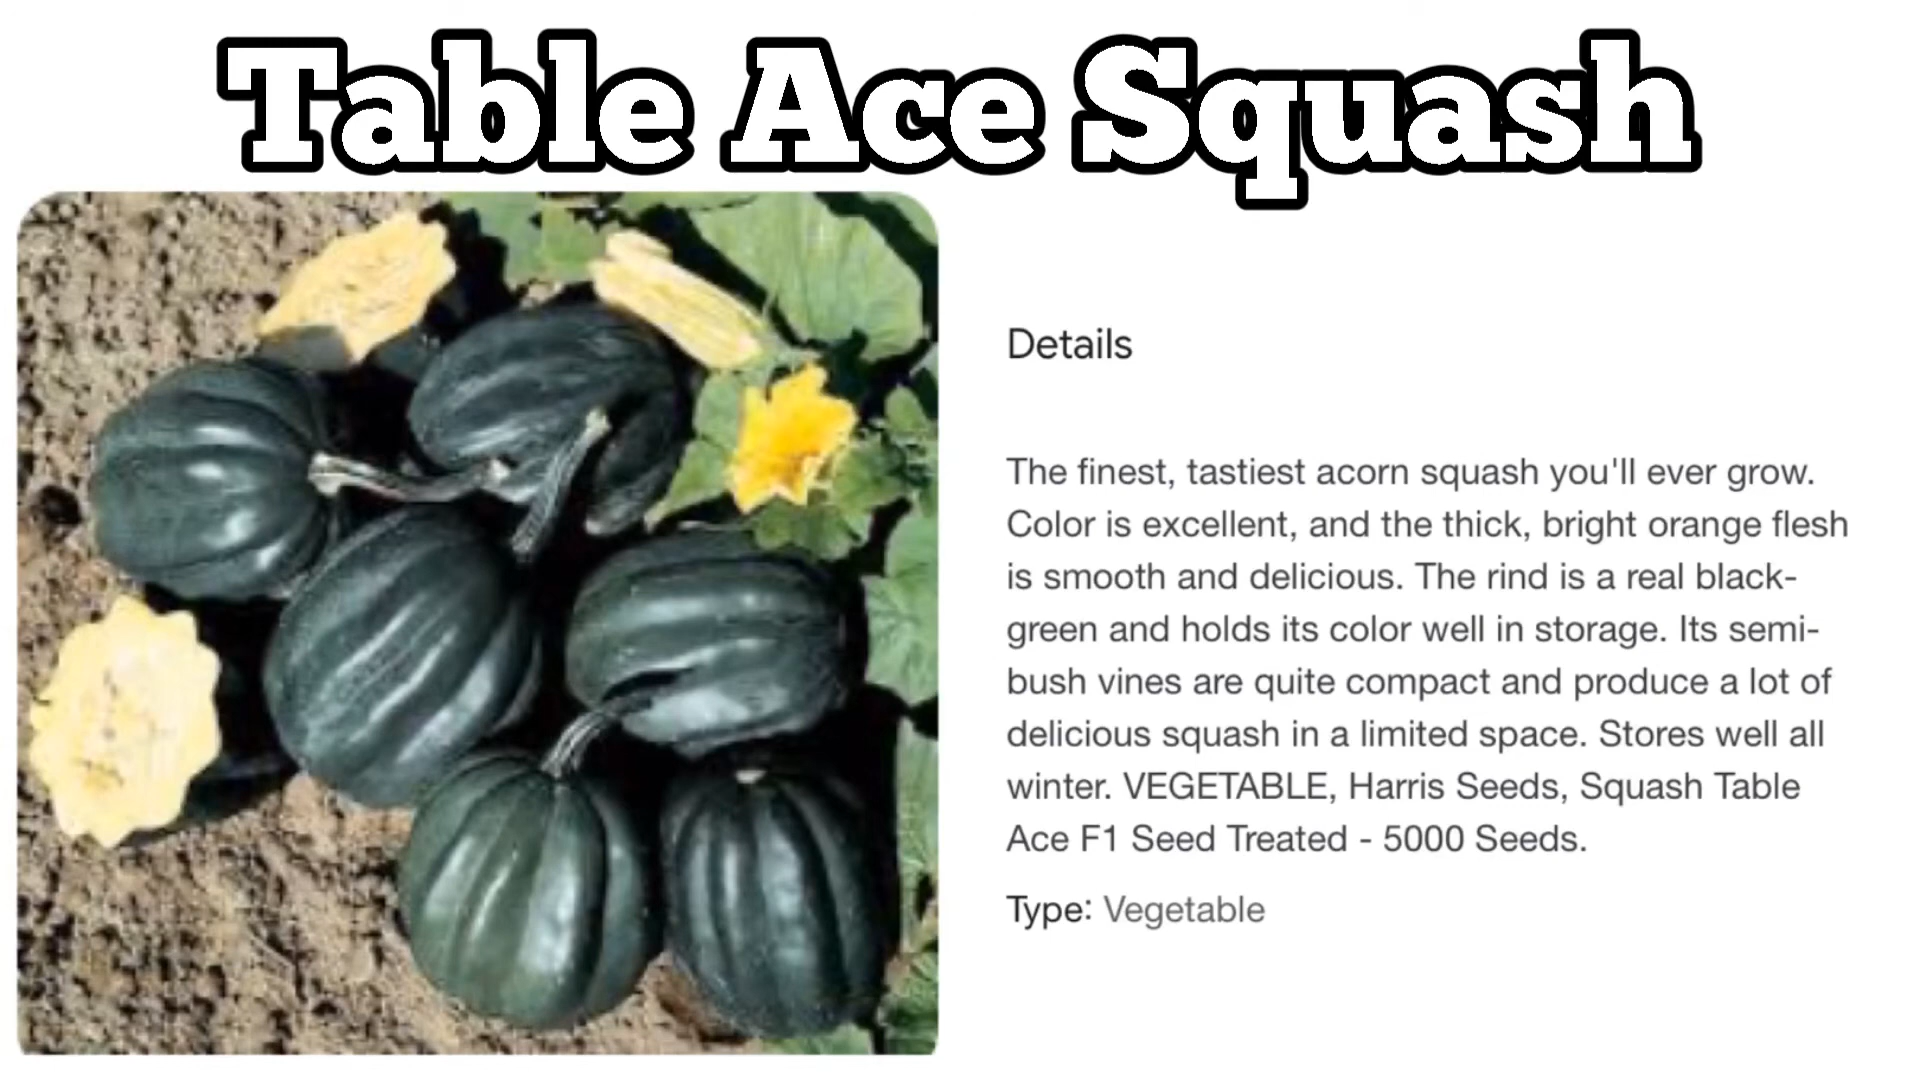 Table Ace Squash
Details
The finest, tastiest acorn squash you'll ever grow.
Color is excellent, and the thick, bright orange flesh
is smooth and delicious. The rind is a real black-
green and holds its color well in storage. Its semi-
bush vines are quite compact and produce a lot of
delicious squash in a limited space. Stores well all
winter. VEGETABLE, Harris Seeds, Squash Table
Ace F1 Seed Treated - 5000 Seeds.
Type: Vegetable